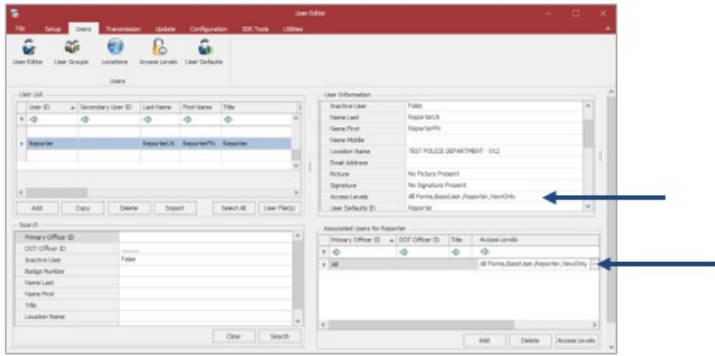 User Editor
File Setup Users Transmission Update Configuration SDK Tools Utilities
User Editor User Groups Locations Access Levels User Defaults
Users
User List
User ID Secondary User ID Last Name First Name Title
Reporter ReporterLN ReporterFN Reporter
Add Copy Delete Import Select All User File(s)
Search
Primary Officer ID
DOT Officer ID
Inactive User False
Badge Number
Name Last
Name First
Title
Location Name
Clear Search
User Information
Inactive User False
Name Last ReporterLN
Name First ReporterFN
Name Middle
Location Name TEST POLICE DEPARTMENT - 012
Email Address
Picture No Picture Present
Signature No Signature Present
Access Levels All Forms,BasicUser,Reporter,ViewOnly
User Defaults ID Reporter
Associated Users for Reporter
Primary Officer ID DOT Officer ID Title Access Levels
All All Forms,BasicUser,Reporter,ViewOnly
Add Delete Access Levels